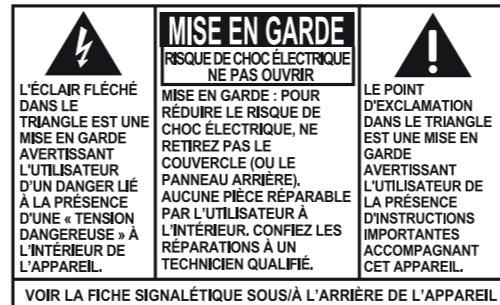 L'ÉCLAIR FLÉCHÉ
DANS LE
TRIANGLE EST UNE
MISE EN GARDE
AVERTISSANT
L'UTILISATEUR
D'UN DANGER LIÉ
À LA PRÉSENCE
D'UNE « TENSION
DANGEREUSE » À
L'INTÉRIEUR DE
L'APPAREIL.
MISE EN GARDE
RISQUE DE CHOC ÉLECTRIQUE
NE PAS OUVRIR
MISE EN GARDE : POUR
RÉDUIRE LE RISQUE DE
CHOC ÉLECTRIQUE, NE
RETIREZ PAS LE
COUVERCLE (OU LE
PANNEAU ARRIÈRE).
AUCUNE PIÈCE RÉPARABLE
PAR L'UTILISATEUR À
L'INTÉRIEUR. CONFIEZ LES
RÉPARATIONS À UN
TECHNICIEN QUALIFIÉ.
LE POINT
D'EXCLAMATION
DANS LE TRIANGLE
EST UNE MISE EN
GARDE
AVERTISSANT
L'UTILISATEUR DE
LA PRÉSENCE
D'INSTRUCTIONS
IMPORTANTES
ACCOMPAGNANT
CET APPAREIL.
VOIR LA FICHE SIGNALÉTIQUE SOUS/À L'ARRIÈRE DE L'APPAREIL